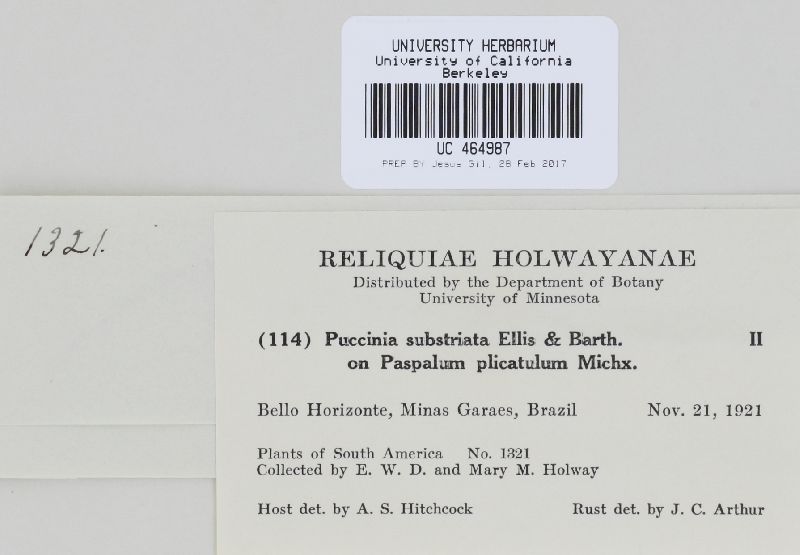 UNIVERSITY HERBARIUM
University of California
Berkeley
UC 464987
PREP BY Jesus Gil, 28 Feb 2017
1321.
RELIQUIAE HOLWAYANAE
Distributed by the Department of Botany
University of Minnesota
(114) Puccinia substriata Ellis & Barth. II
on Paspalum plicatulum Michx.
Bello Horizonte, Minas Garaes, Brazil Nov. 21, 1921
Plants of South America No. 1321
Collected by E. W. D. and Mary M. Holway
Host det. by A. S. Hitchcock Rust det. by J. C. Arthur